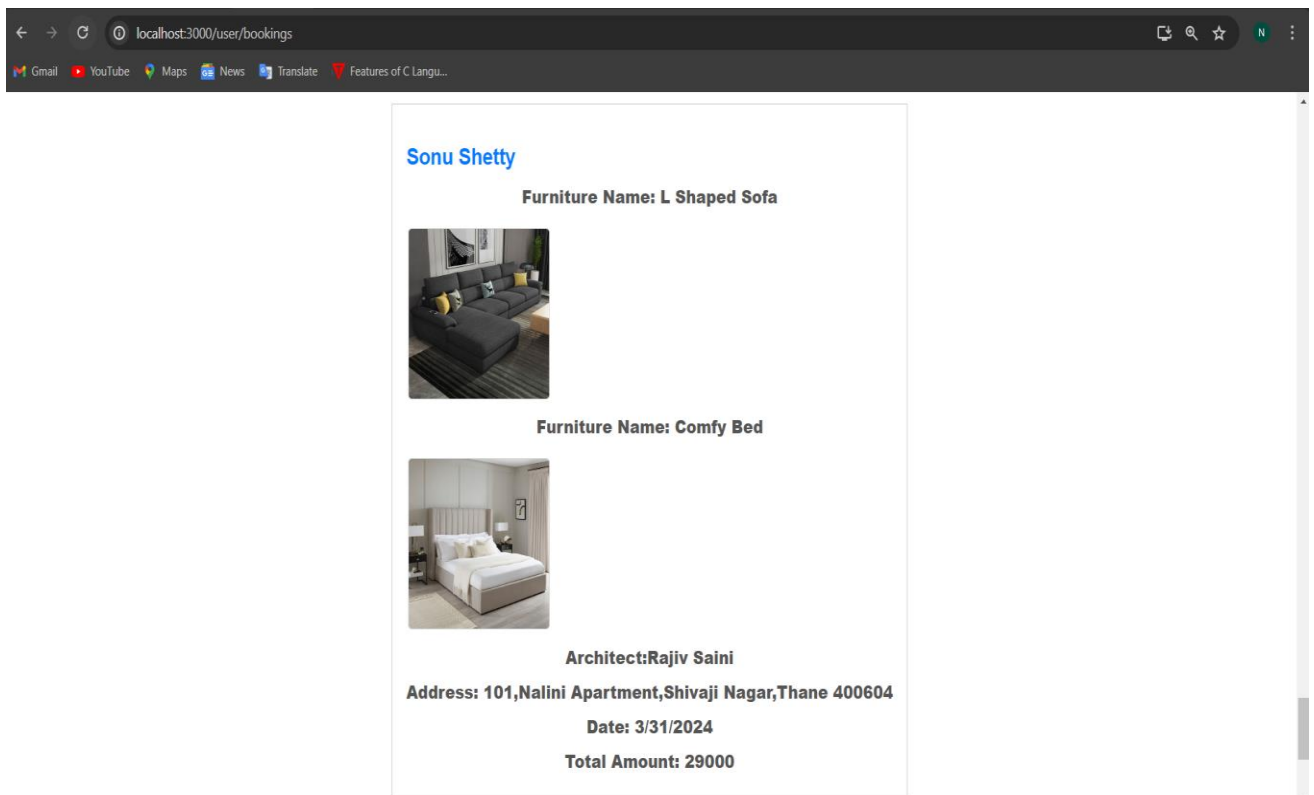 localhost:3000/user/bookings
N
Gmail YouTube Maps GE News Translate Features of C Langu...
Sonu Shetty
Furniture Name: L Shaped Sofa
Furniture Name: Comfy Bed
Architect:Rajiv Saini
Address: 101,Nalini Apartment,Shivaji Nagar,Thane 400604
Date: 3/31/2024
Total Amount: 29000